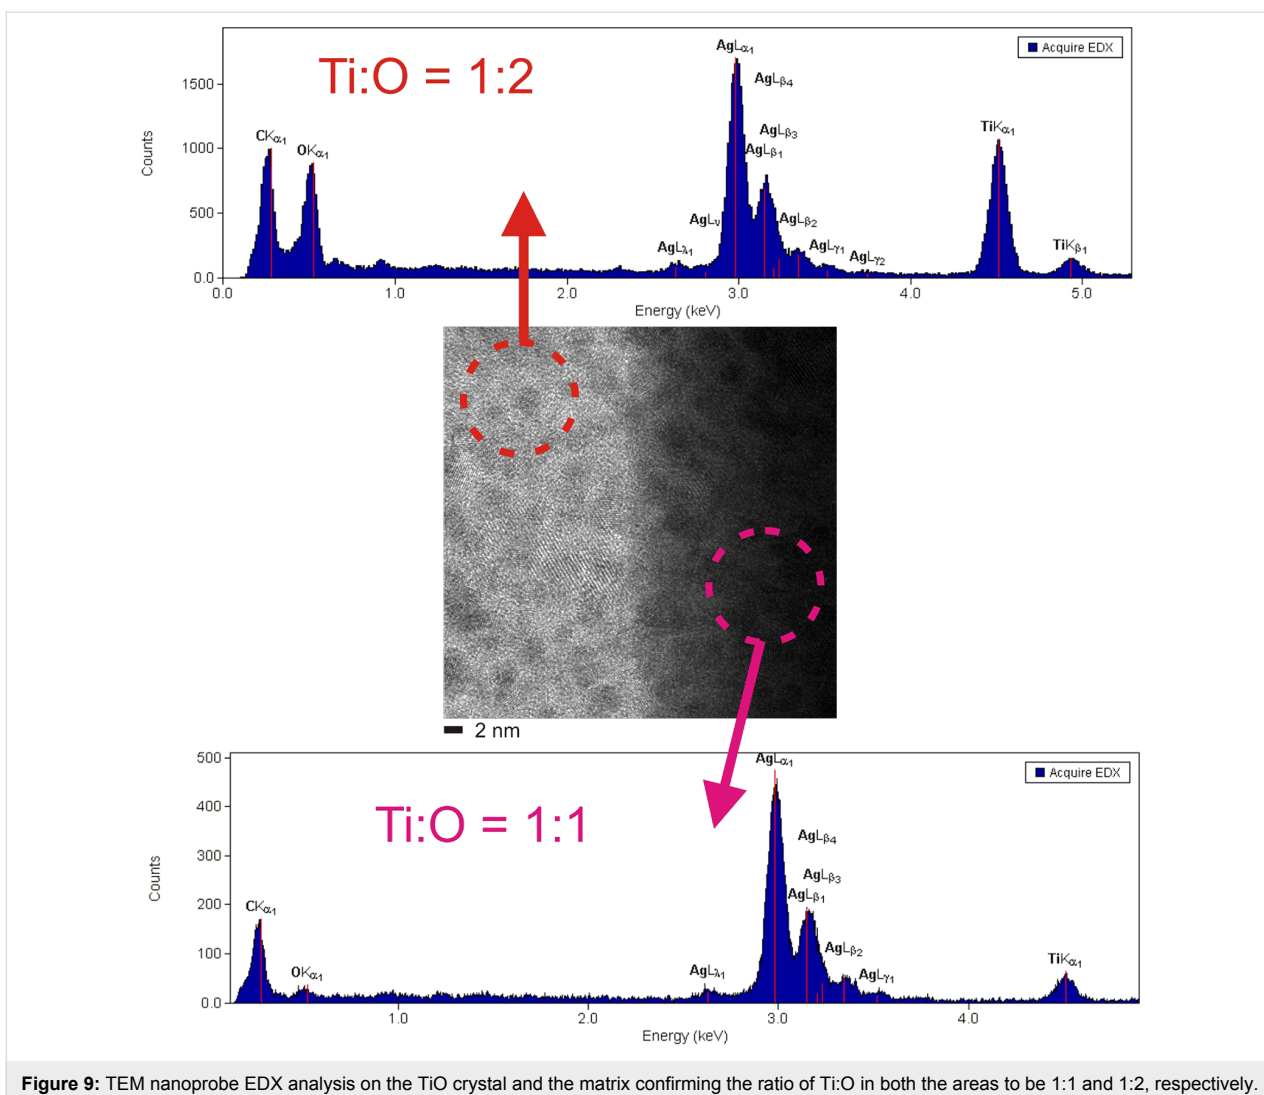 AgLα1
Acquire EDX
Ti:O = 1:2
AgLβ4
1500
TiKα1
AgLβ3
CKα1
OKα1
AgLβ1
1000
Counts
500
AgLν
AgLβ2
AgLλ1
AgLγ1
AgLγ2
TiKβ1
0.0
0.0 1.0 2.0 3.0 4.0 5.0
Energy (keV)
2 nm
500
AgLα1
Acquire EDX
400
Ti:O = 1:1
AgLβ4
300
AgLβ3
Counts
AgLβ1
200
CKα1
AgLβ2
100
OKα1
AgLλ1
AgLγ1
TiKα1
0.0
1.0 2.0 3.0 4.0
Energy (keV)
Figure 9: TEM nanoprobe EDX analysis on the TiO crystal and the matrix confirming the ratio of Ti:O in both the areas to be 1:1 and 1:2, respectively.